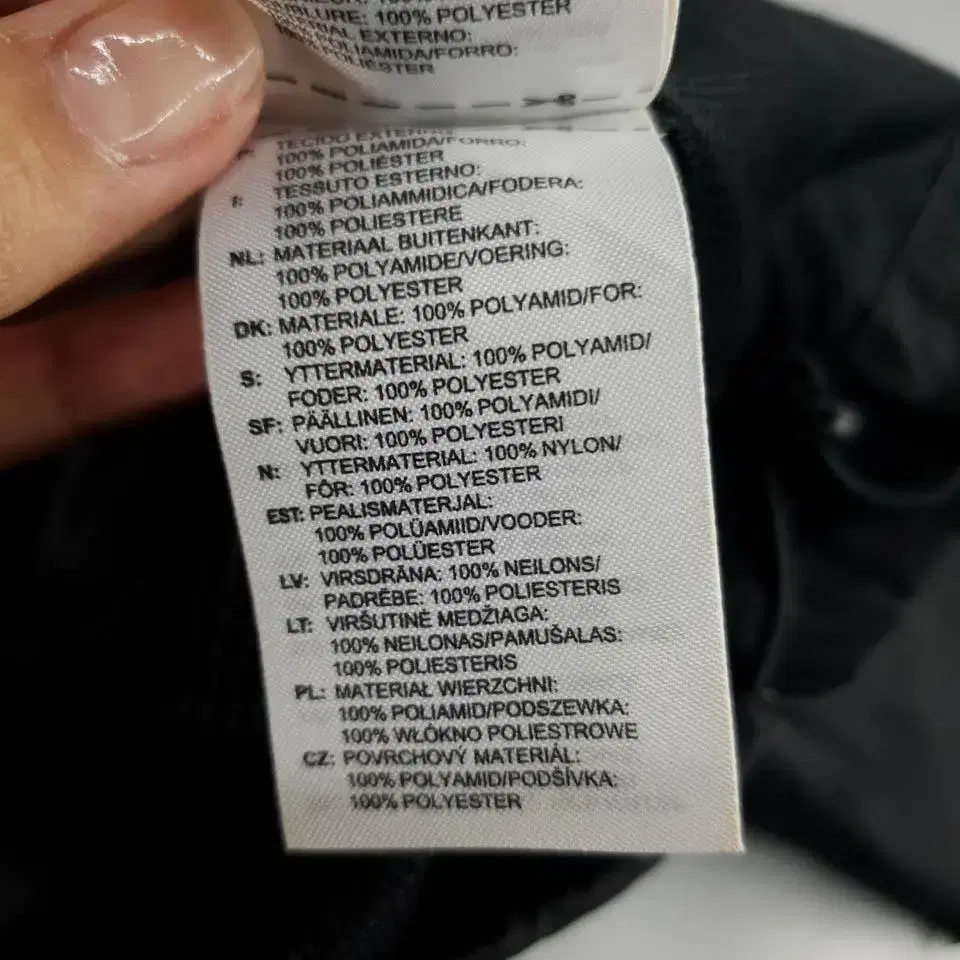 100% POLYESTER
EXTERNO:
POLIAMIDA/FORRO:
POLIESTER
TECIDO EXTERNO:
100% POLIAMIDA/FORRO:
100% POLIÉSTER
I: TESSUTO ESTERNO:
100% POLIAMMIDICA/FODERA:
100% POLIESTERE
NL: MATERIAAL BUITENKANT:
100% POLYAMIDE/VOERING:
100% POLYESTER
DK: MATERIALE: 100% POLYAMID/FOR:
100% POLYESTER
S: YTTERMATERIAL: 100% POLYAMID/
FODER: 100% POLYESTER
SF: PÄÄLLINEN: 100% POLYAMIDI/
VUORI: 100% POLYESTERI
N: YTTERMATERIAL: 100% NYLON/
FÔR: 100% POLYESTER
EST: PEALISMATERJAL:
100% POLÜAMIID/VOODER:
100% POLÜESTER
LV: VIRSDRĀNA: 100% NEILONS/
PADRĒBE: 100% POLIESTERIS
LT: VIRŠUTINĖ MEDŽIAGA:
100% NEILONAS/PAMUŠALAS:
100% POLIESTERIS
PL: MATERIAŁ WIERZCHNI:
100% POLIAMID/PODSZEWKA:
100% WŁÓKNO POLIESTROWE
CZ: POVRCHOVÝ MATERIÁL:
100% POLYAMID/PODŠÍVKA:
100% POLYESTER